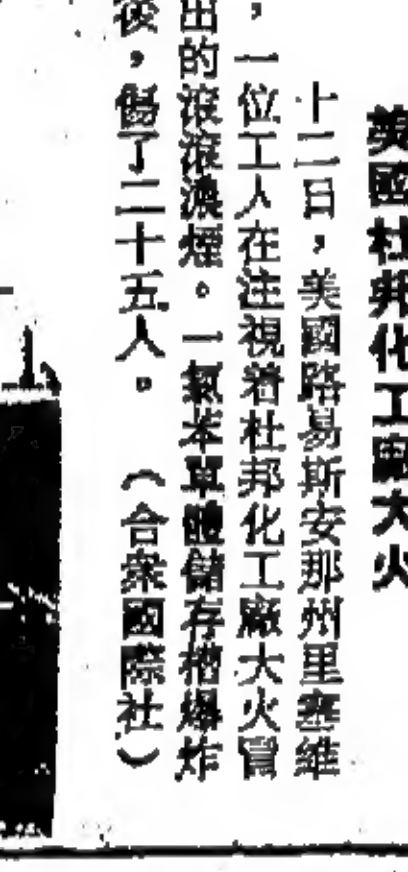 美國杜邦化工廠大火
十二日，美國路易斯安那州里塞維
，一位工人在注視着杜邦化工廠大火冒
出的滾滾濃煙。一氯苯單體儲存槽爆炸
後，傷了二十五人。（合衆國際社）